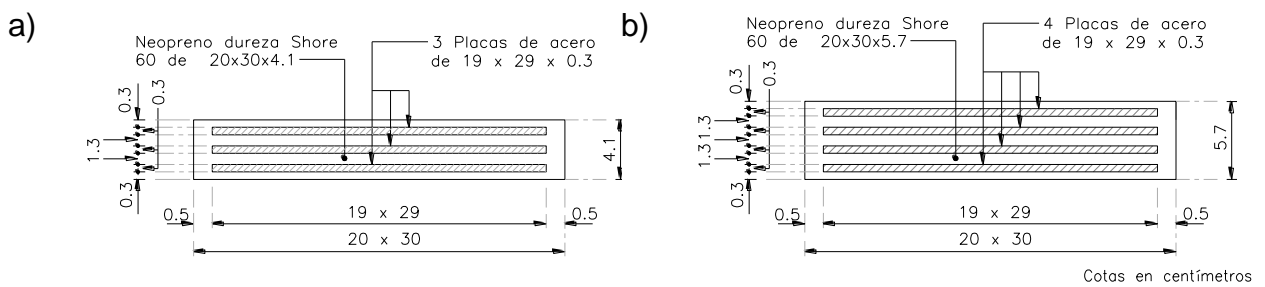 a)
Neopreno dureza Shore
60 de 20x30x4.1
3 Placas de acero
de 19 x 29 x 0.3
0.3
0.3
1.3
0.3
4.1
0.5
19 x 29
0.5
20 x 30
b)
Neopreno dureza Shore
60 de 20x30x5.7
4 Placas de acero
de 19 x 29 x 0.3
0.3
0.3
1.3
1.3
0.3
5.7
0.5
19 x 29
0.5
20 x 30
Cotas en centímetros